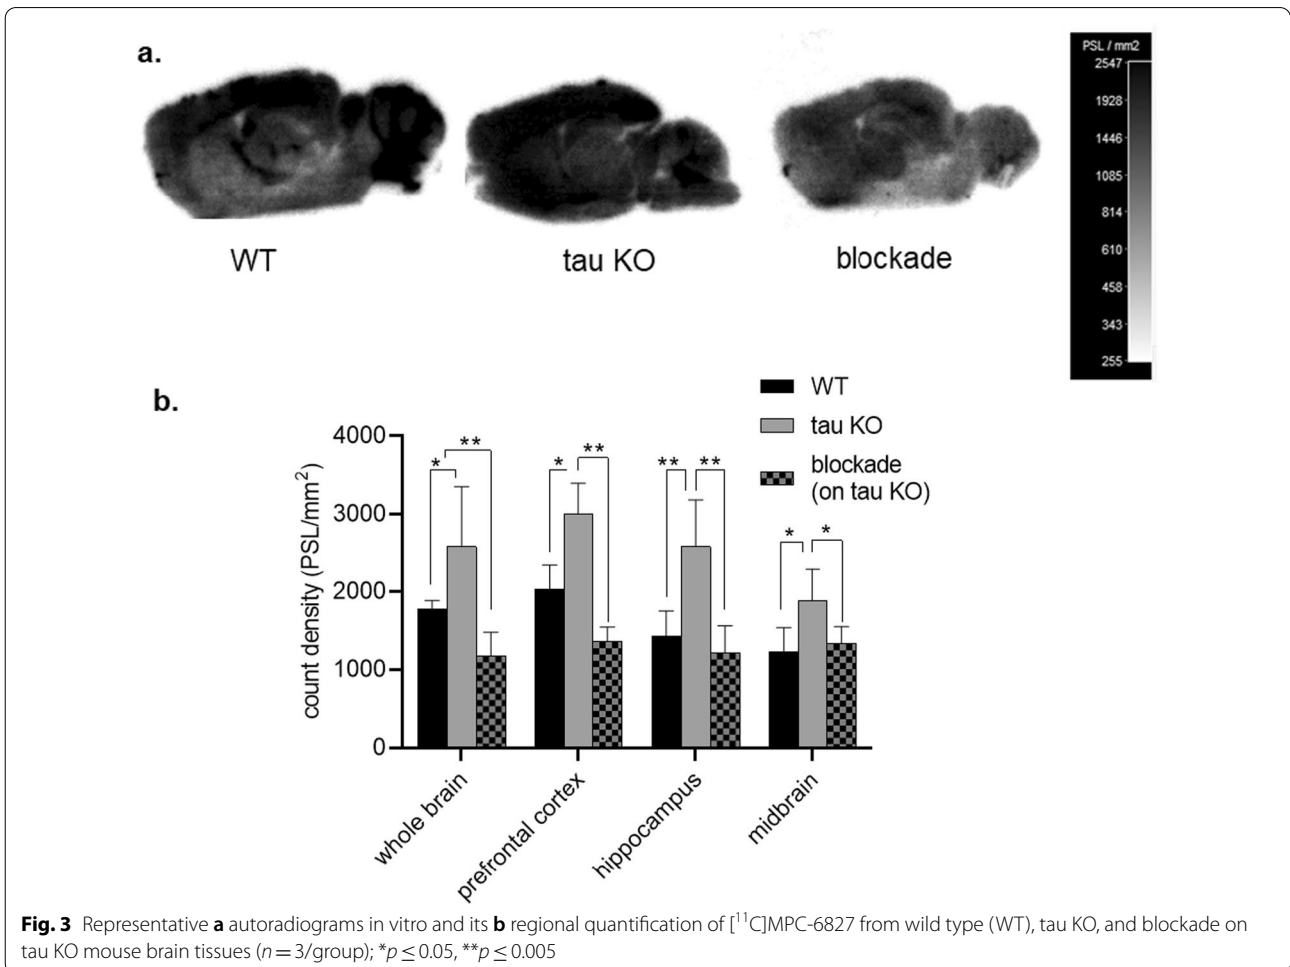 a.
PSL / mm2
2547
1928
1446
1085
814
610
458
343
255
WT
tau KO
blockade
b.
WT
tau KO
blockade
(on tau KO)
count density (PSL/mm²)
4000
3000
2000
1000
0
* **
* **
** **
* *
whole brain
prefrontal cortex
hippocampus
midbrain
Fig. 3 Representative a autoradiograms in vitro and its b regional quantification of [¹¹C]MPC-6827 from wild type (WT), tau KO, and blockade on
tau KO mouse brain tissues (n = 3/group); *p ≤ 0.05, **p ≤ 0.005